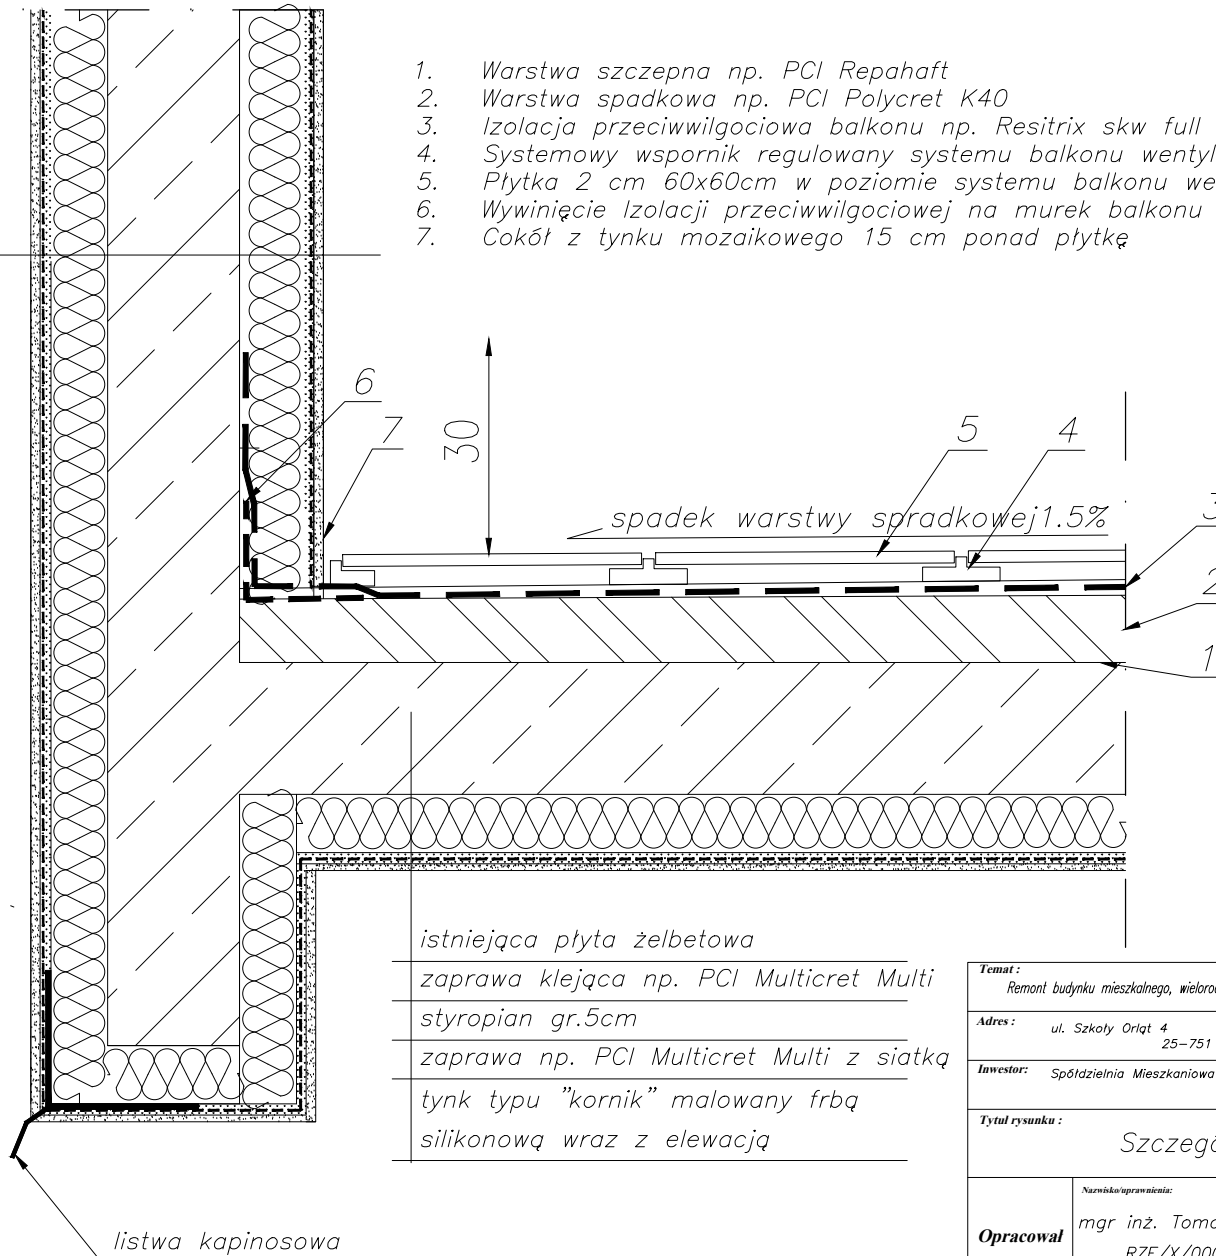 1. Warstwa szczepna np. PCI Repahaft
2. Warstwa spadkowa np. PCI Polycret K40
3. Izolacja przeciwwilgociowa balkonu np. Resitrix skw full
4. Systemowy wspornik regulowany systemu balkonu wentyl
5. Płytka 2 cm 60x60cm w poziomie systemu balkonu we
6. Wywinięcie Izolacji przeciwwilgociowej na murek balkonu
7. Cokół z tynku mozaikowego 15 cm ponad płytkę
6
7
30
5
4
spadek warstwy spradkowej1.5%
3
2
1
istniejąca płyta żelbetowa
zaprawa klejąca np. PCI Multicret Multi
styropian gr.5cm
zaprawa np. PCI Multicret Multi z siatką
tynk typu "kornik" malowany frbą
silikonową wraz z elewacją
listwa kapinosowa
Temat :
Remont budynku mieszkalnego, wieloro
Adres :
ul. Szkoły Orląt 4
25-751
Inwestor: Spółdzielnia Mieszkaniowa
Tytuł rysunku :
Szczegó
Nazwisko/uprawnienia:
Opracował
mgr inż. Toma
RZE/X/00